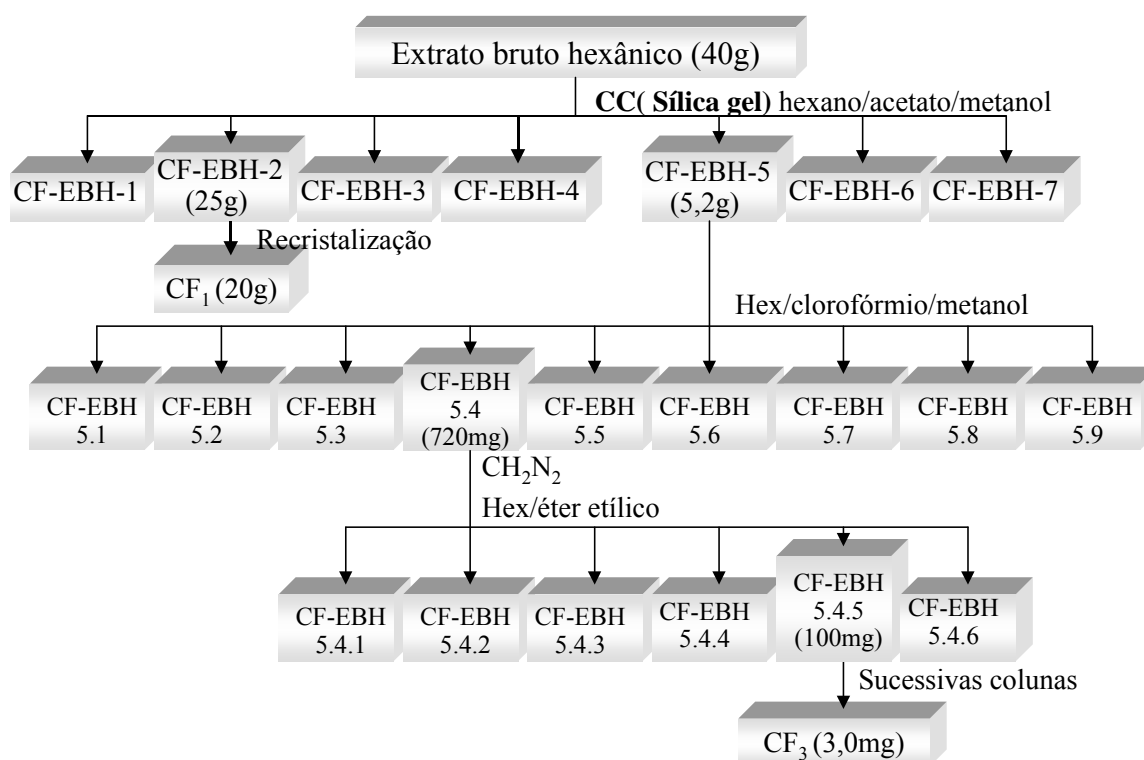 Extrato bruto hexânico (40g)
CC( Sílica gel) hexano/acetato/metanol
CF-EBH-1
CF-EBH-2
(25g)
CF-EBH-3
CF-EBH-4
CF-EBH-5
(5,2g)
CF-EBH-6
CF-EBH-7
Recristalização
CF₁ (20g)
Hex/clorofórmio/metanol
CF-EBH
5.1
CF-EBH
5.2
CF-EBH
5.3
CF-EBH
5.4
(720mg)
CF-EBH
5.5
CF-EBH
5.6
CF-EBH
5.7
CF-EBH
5.8
CF-EBH
5.9
CH₂N₂
Hex/éter etílico
CF-EBH
5.4.1
CF-EBH
5.4.2
CF-EBH
5.4.3
CF-EBH
5.4.4
CF-EBH
5.4.5
(100mg)
CF-EBH
5.4.6
Sucessivas colunas
CF₃ (3,0mg)